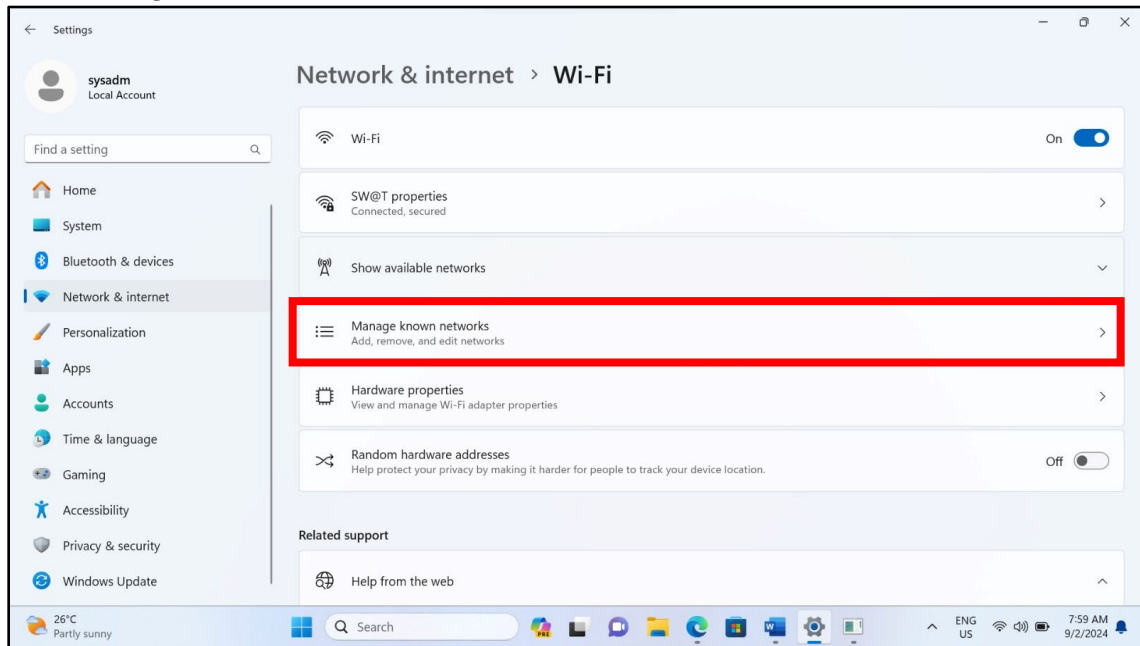 Settings
sysadm
Local Account
Find a setting
Home
System
Bluetooth & devices
Network & internet
Personalization
Apps
Accounts
Time & language
Gaming
Accessibility
Privacy & security
Windows Update
Network & internet > Wi-Fi
Wi-Fi
On
SW@T properties
Connected, secured
Show available networks
Manage known networks
Add, remove, and edit networks
Hardware properties
View and manage Wi-Fi adapter properties
Random hardware addresses
Help protect your privacy by making it harder for people to track your device location.
Off
Related support
Help from the web
26°C
Partly sunny
Search
PRE
ENG
US
7:59 AM
9/2/2024